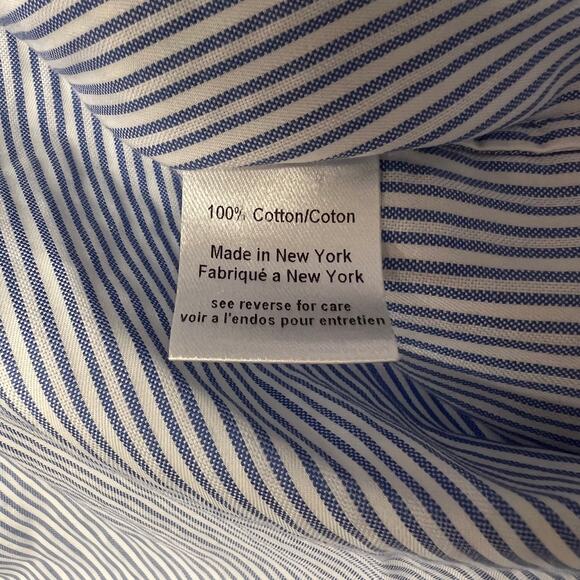 100% Cotton/Coton
Made in New York
Fabriqué a New York
see reverse for care
voir a l'endos pour entretien